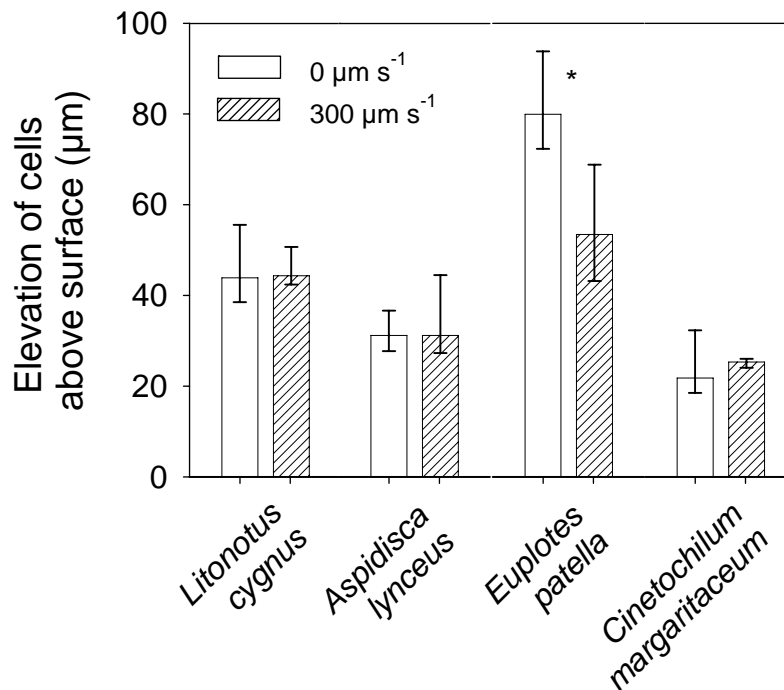 Elevation of cells
above surface (µm)
100
80
60
40
20
0
0 µm s⁻¹
300 µm s⁻¹
*
Litonotus
cygnus
Aspidisca
lynceus
Euplotes
patella
Cinetochilum
margaritaceum